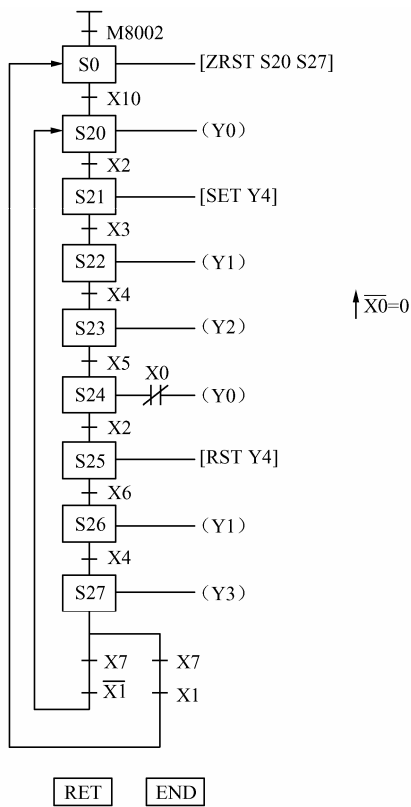 M8002
S0 [ZRST S20 S27]
X10
S20 (Y0)
X2
S21 [SET Y4]
X3
S22 (Y1)
X4
S23 (Y2)
X̅0̅=0
X5
X0
S24 (Y0)
X2
S25 [RST Y4]
X6
S26 (Y1)
X4
S27 (Y3)
X7 X7
X̅1̅ X1
RET END